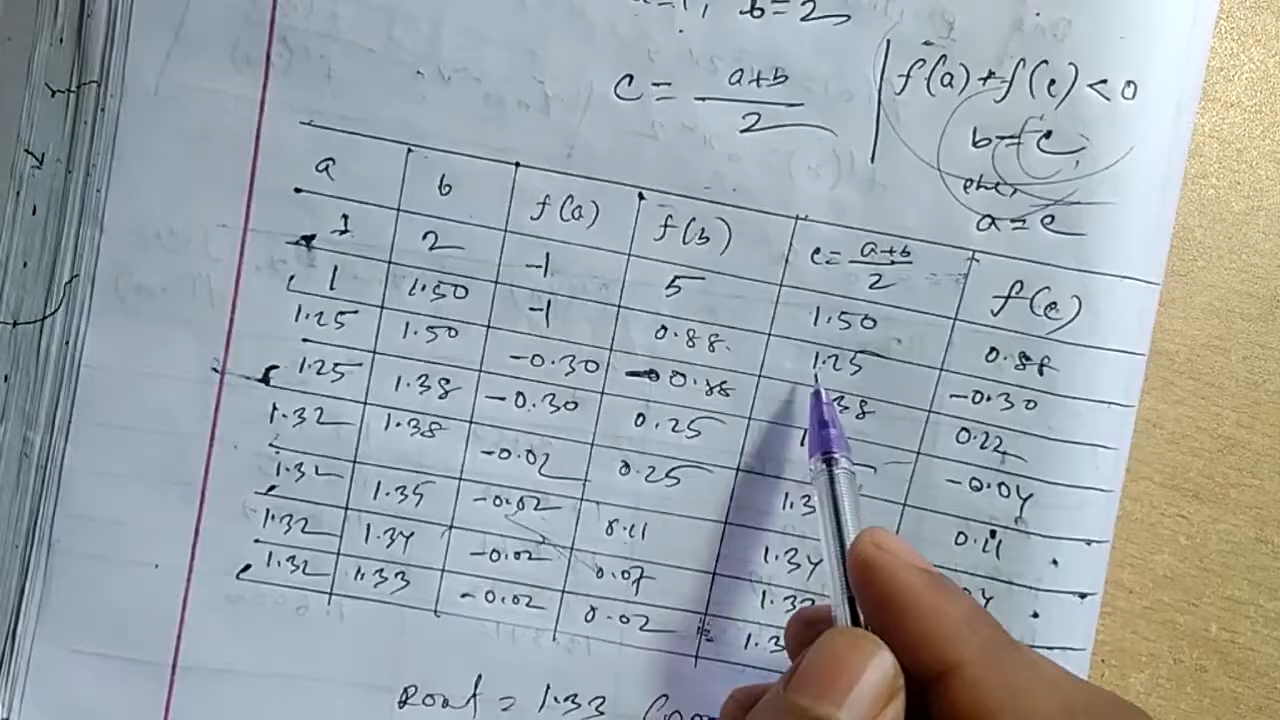 b=2
c = a+b / 2
f(a) + f(c) < 0
b = c,
else,
a = c
a b f(a) f(b) c = a+b / 2 f(c)
1 2 -1 5 1.50 0.88
1 1.50 -1 0.88 1.25 -0.30
1.25 1.50 -0.30 0.88 38 0.22
1.25 1.38 -0.30 0.25 -0.04
1.32 1.38 -0.02 0.25 1.3 0.11
1.32 1.35 -0.02 0.11 1.34
1.32 1.34 -0.02 0.07 1.33
1.32 1.33 -0.02 0.02 1.3
Root = 1.33